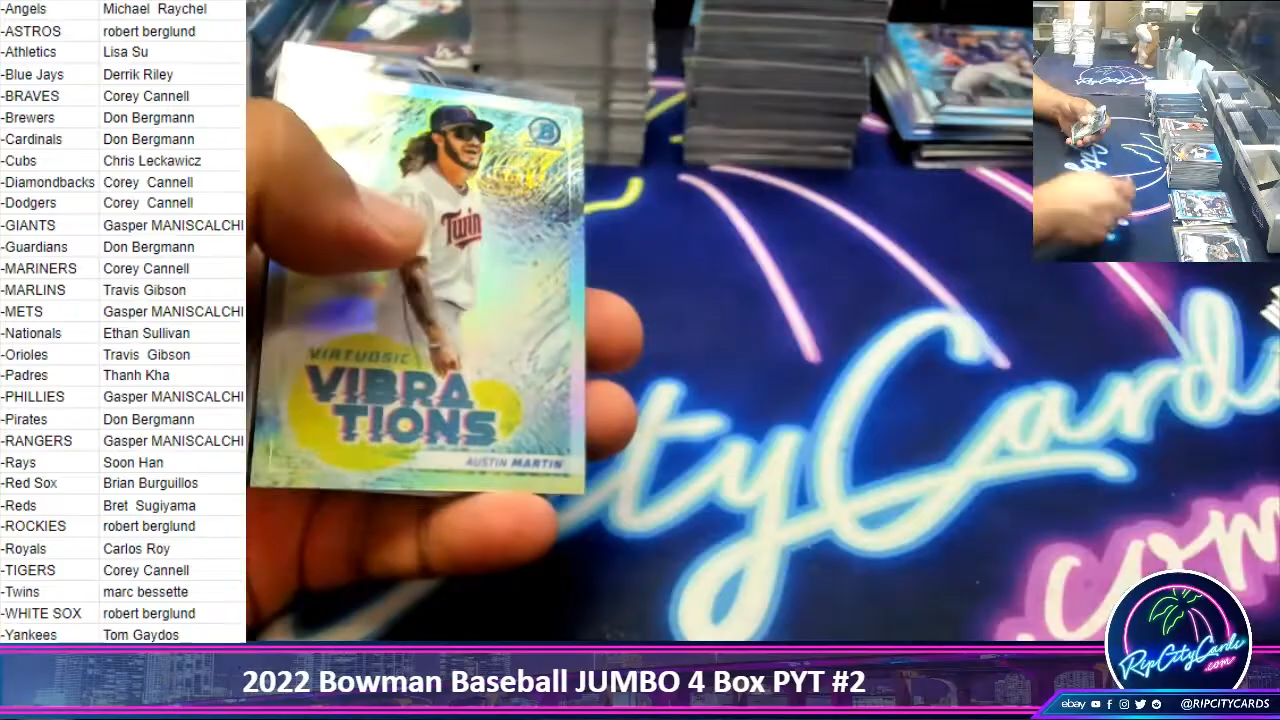 -Angels Michael Raychel
-ASTROS robert berglund
-Athletics Lisa Su
-Blue Jays Derrik Riley
-BRAVES Corey Cannell
-Brewers Don Bergmann
-Cardinals Don Bergmann
-Cubs Chris Leckawicz
-Diamondbacks Corey Cannell
-Dodgers Corey Cannell
-GIANTS Gasper MANISCALCHI
-Guardians Don Bergmann
-MARINERS Corey Cannell
-MARLINS Travis Gibson
-METS Gasper MANISCALCHI
-Nationals Ethan Sullivan
-Orioles Travis Gibson
-Padres Thanh Kha
-PHILLIES Gasper MANISCALCHI
-Pirates Don Bergmann
-RANGERS Gasper MANISCALCHI
-Rays Soon Han
-Red Sox Brian Burguillos
-Reds Bret Sugiyama
-ROCKIES robert berglund
-Royals Carlos Roy
-TIGERS Corey Cannell
-Twins marc bessette
-WHITE SOX robert berglund
-Yankees Tom Gaydos
B
Twin
VIRTUOSIC
VIBRA
TIONS
AUSTIN MARTIN
ityCards
.com
RipCityCards
.com
2022 Bowman Baseball JUMBO 4 Box PYT #2
ebay @RIPCITYCARDS